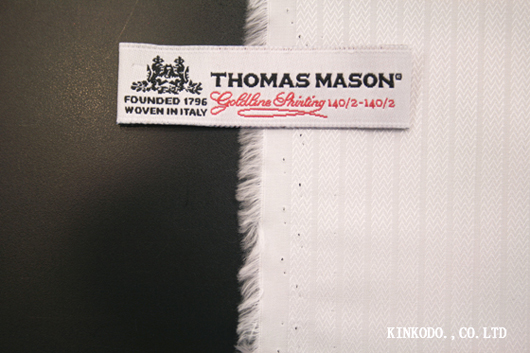 THOMAS MASON®
Goldline Shirting 140/2-140/2
FOUNDED 1796
WOVEN IN ITALY
KINKODO.,CO.LTD